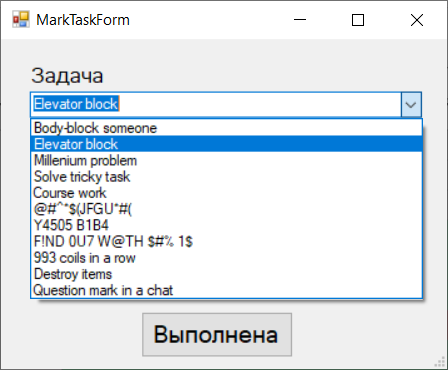 MarkTaskForm
Задача
Elevator block
Body-block someone
Elevator block
Millenium problem
Solve tricky task
Course work
@#^*$(JFGU*#(
Y4505 B1B4
F!ND 0U7 W@TH $#% 1$
993 coils in a row
Destroy items
Question mark in a chat
Выполнена